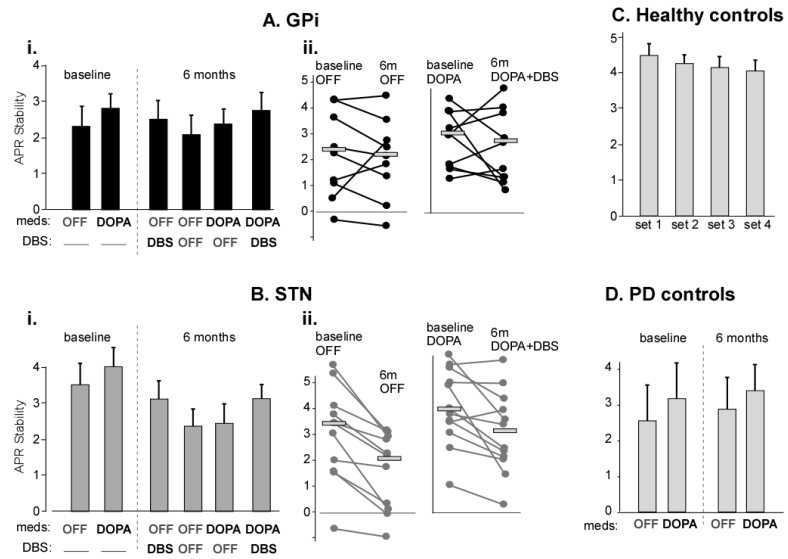 A. GPi
i.
baseline
6 months
APR Stability
4
3
2
1
0
meds: OFF DOPA OFF OFF DOPA DOPA
DBS: DBS OFF OFF DBS
ii.
baseline OFF
6m OFF
baseline DOPA
6m DOPA+DBS
5
4
3
2
1
0
C. Healthy controls
5
4
3
2
1
0
set 1 set 2 set 3 set 4
B. STN
i.
baseline
6 months
APR Stability
4
3
2
1
0
meds: OFF DOPA OFF OFF DOPA DOPA
DBS: DBS OFF OFF DBS
ii.
baseline
OFF
6m
OFF
baseline
DOPA
6m
DOPA+DBS
5
4
3
2
1
0
D. PD controls
baseline
6 months
4
3
2
1
0
meds: OFF DOPA OFF DOPA